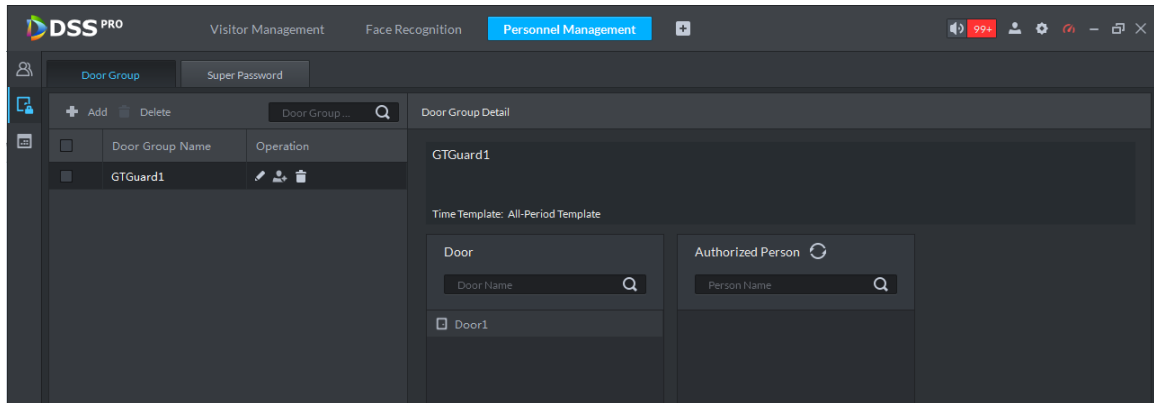 DSS PRO Visitor Management Face Recognition Personnel Management 99+
Door Group Super Password
Add Delete Door Group ... Door Group Detail
Door Group Name Operation
GTGuard1
GTGuard1
Time Template: All-Period Template
Door Authorized Person
Door Name Person Name
Door1